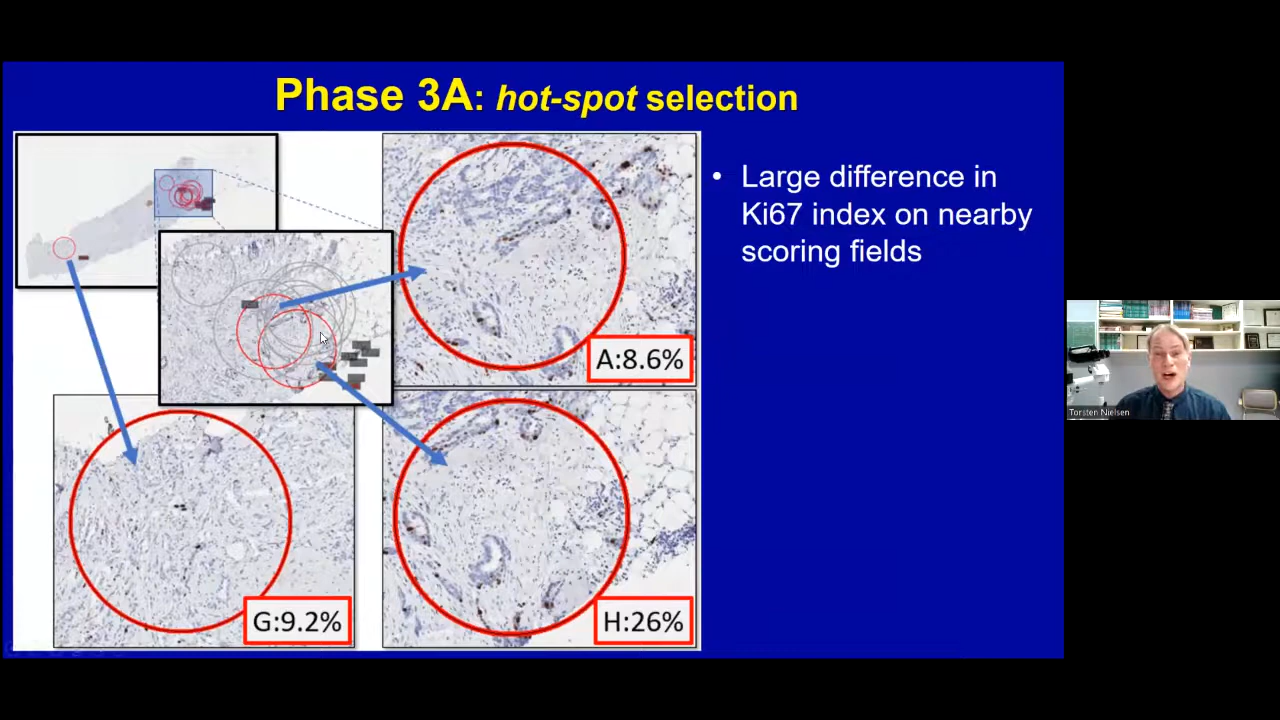 Phase 3A: hot-spot selection
• Large difference in
Ki67 index on nearby
scoring fields
A:8.6%
G:9.2%
H:26%
Torsten Nielsen